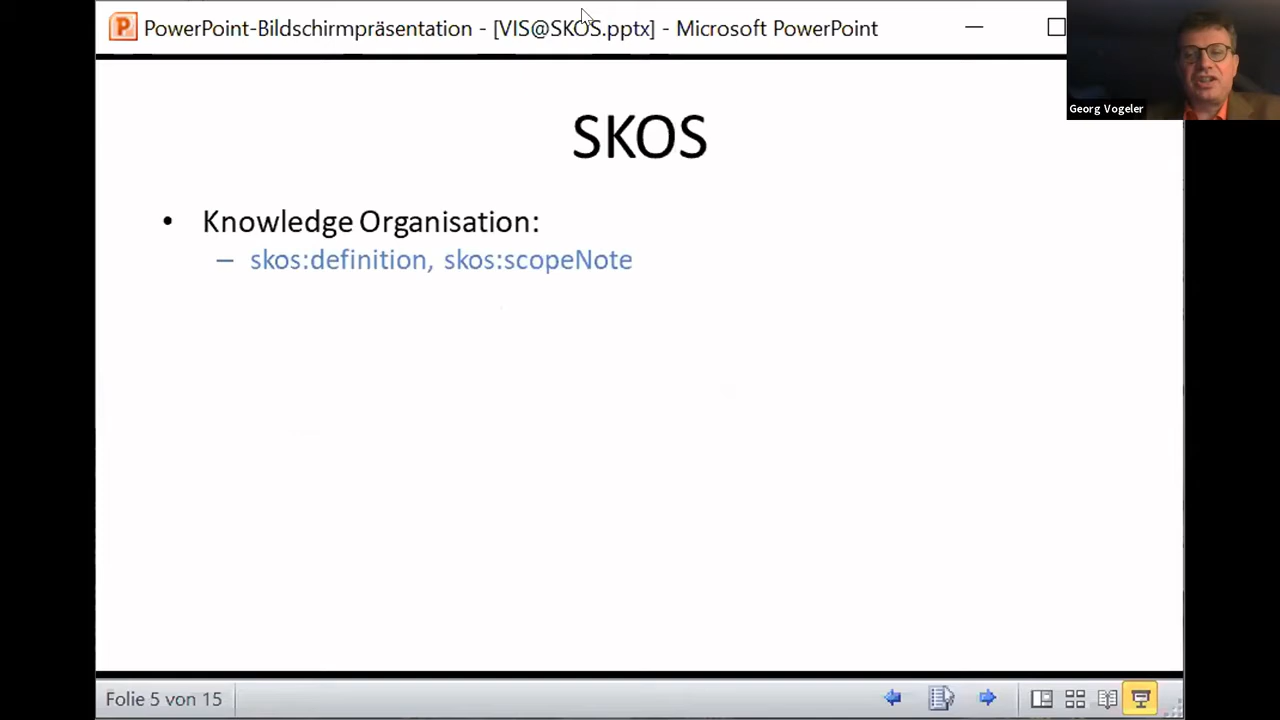 PowerPoint-Bildschirmpräsentation - [VIS@SKOS.pptx] - Microsoft PowerPoint
Georg Vogeler
SKOS
• Knowledge Organisation:
– skos:definition, skos:scopeNote
Folie 5 von 15